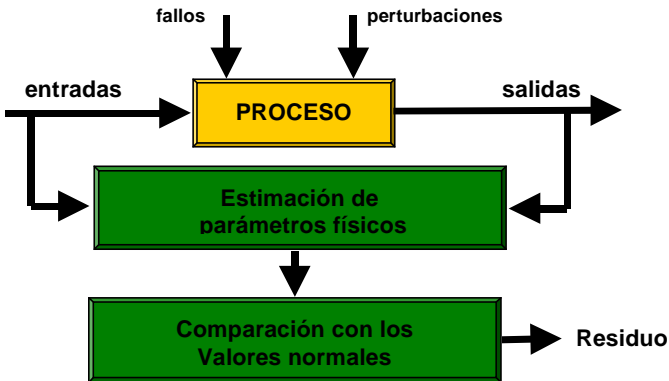 fallos
perturbaciones
entradas
salidas
PROCESO
Estimación de
parámetros físicos
Comparación con los
Valores normales
Residuo